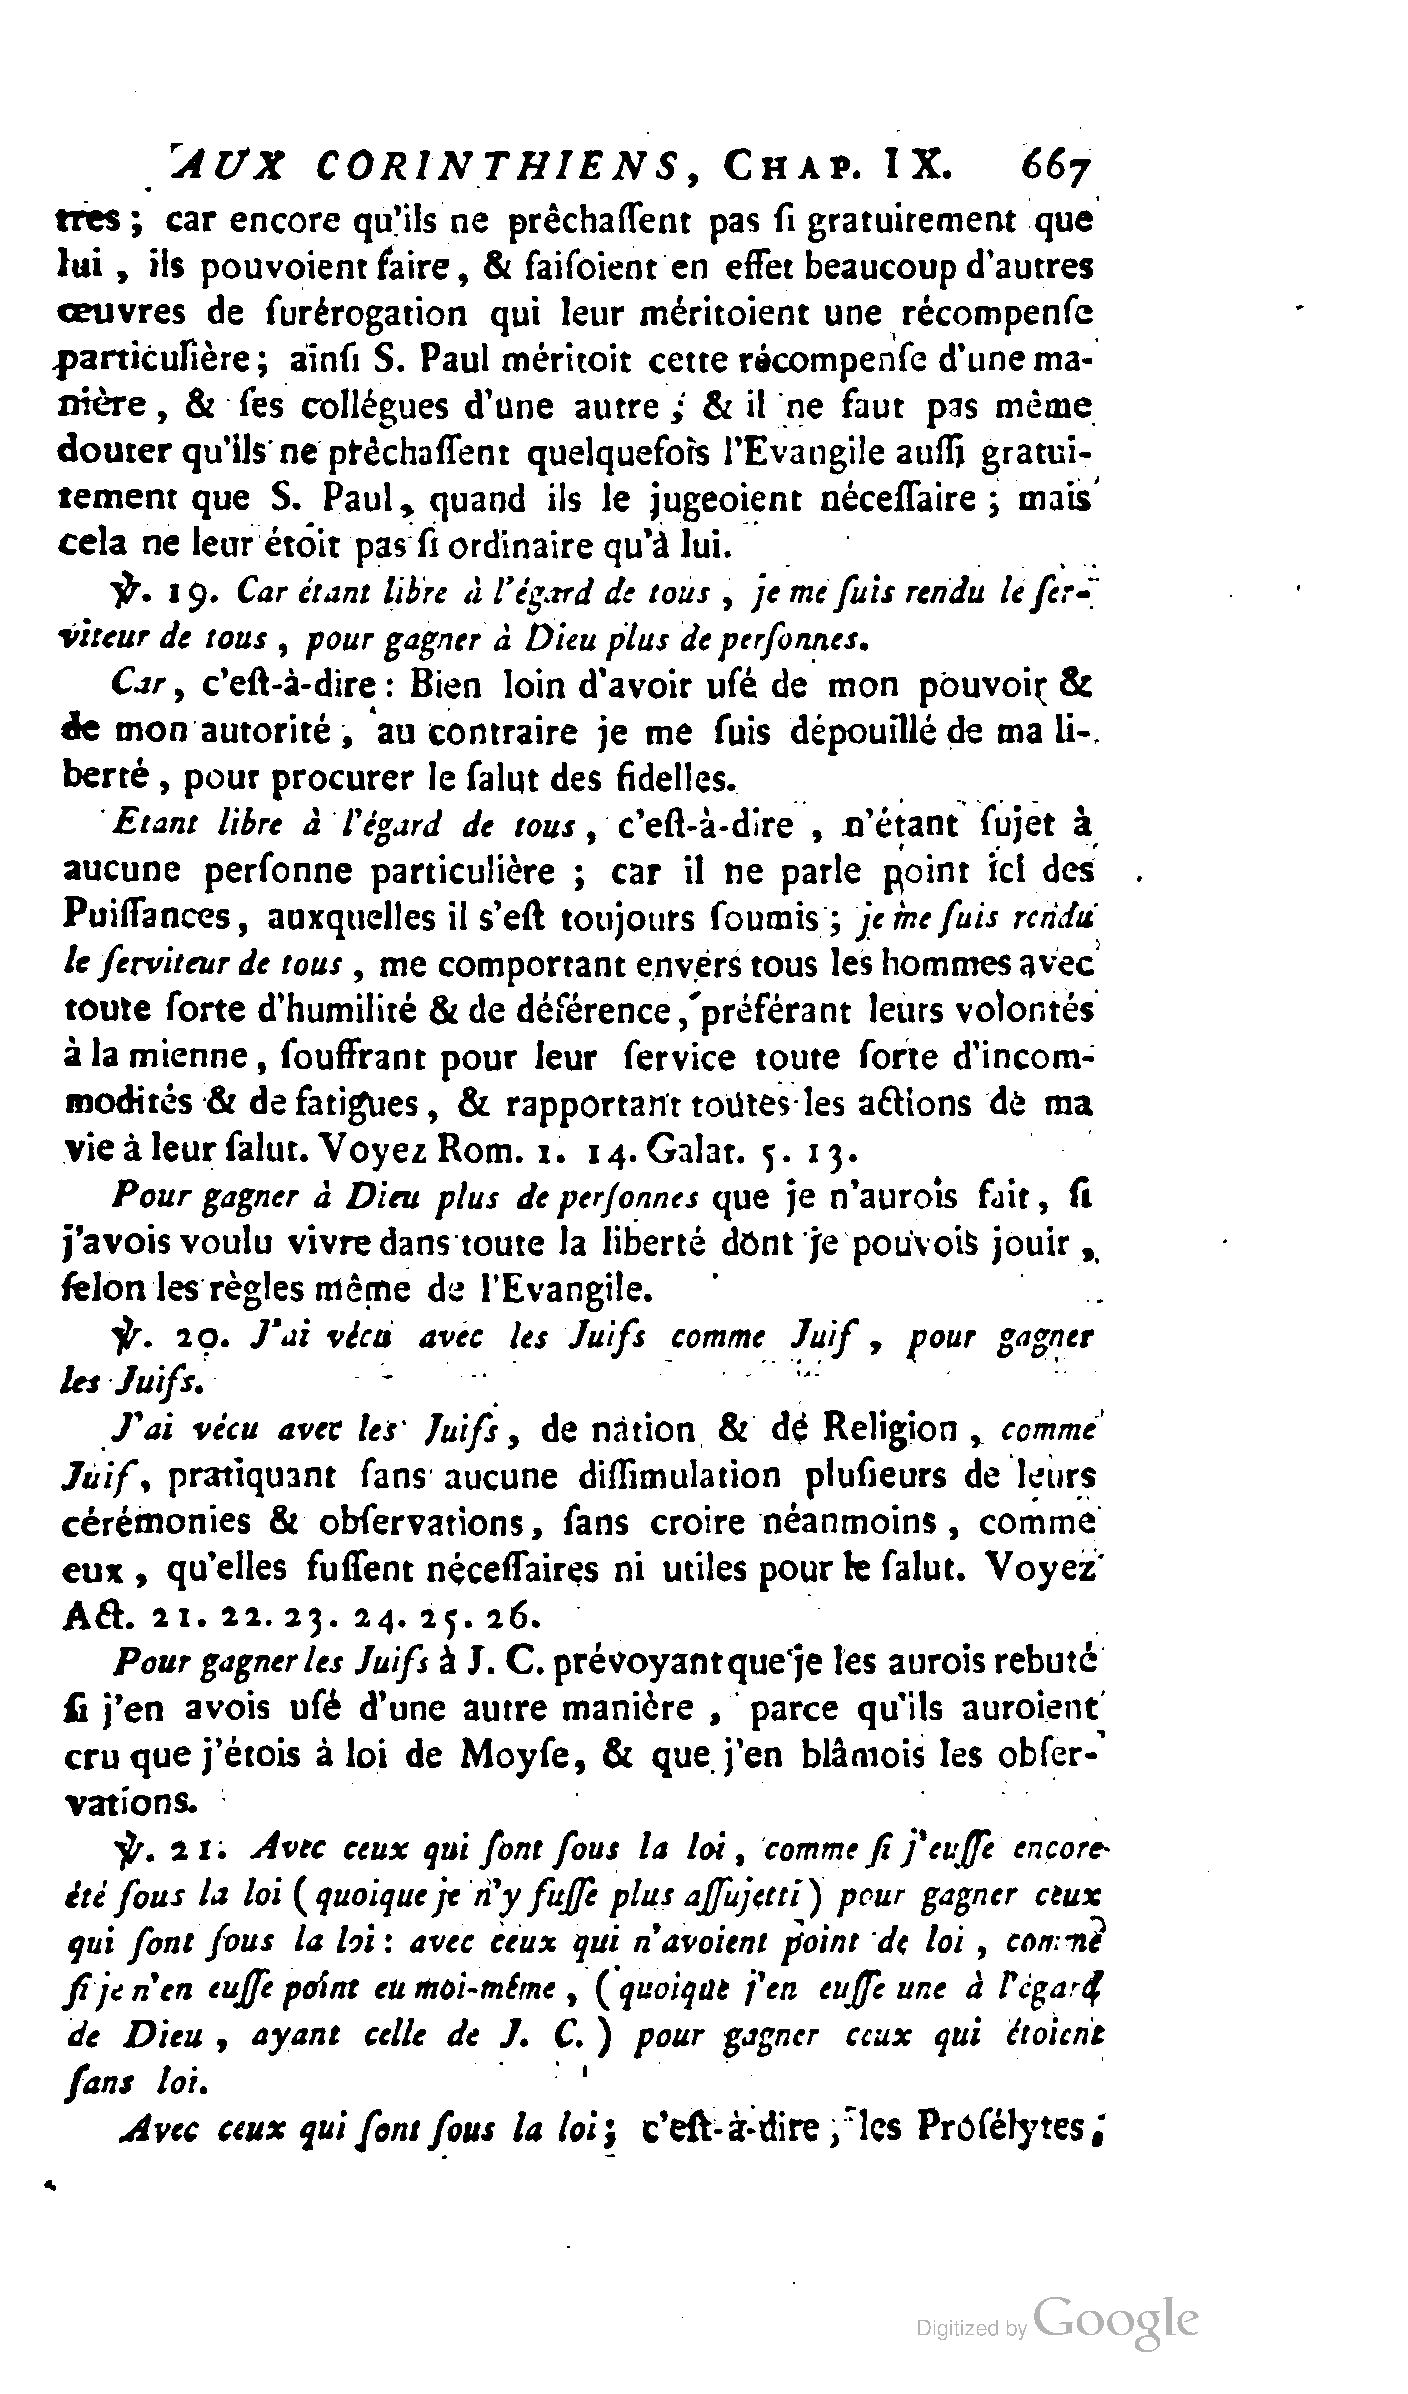 AUX CORINTHIENS, CHAP. IX. 667
tres ; car encore qu'ils ne prêchaſſent pas ſi gratuitement que
lui , ils pouvoient faire, & faiſoient en effet beaucoup d'autres
œuvres de ſurérogation qui leur méritoient une récompenſe
particulière; ainſi S. Paul méritoit cette récompenſe d'une ma-
nière , & ſes collégues d'une autre ; & il ne faut pas même
douter qu'ils ne prêchaſſent quelquefois l'Evangile auſſi gratui-
tement que S. Paul, quand ils le jugeoient néceſſaire ; mais
cela ne leur étoit pas ſi ordinaire qu'à lui.
℣. 19. Car étant libre à l'égard de tous , je me ſuis rendu le ſer-
viteur de tous , pour gagner à Dieu plus de perſonnes.
Car, c'eſt-à-dire : Bien loin d'avoir uſé de mon pouvoir &
de mon autorité , au contraire je me ſuis dépouillé de ma li-
berté , pour procurer le ſalut des fidelles.
Etant libre à l'égard de tous , c'eſt-à-dire , n'étant ſujet à
aucune perſonne particulière ; car il ne parle point ici des
Puiſſances, auxquelles il s'eſt toujours ſoumis ; je me ſuis rendu
le ſerviteur de tous , me comportant envers tous les hommes avec
toute ſorte d'humilité & de déférence, préférant leurs volontés
à la mienne, ſouffrant pour leur ſervice toute ſorte d'incom-
modités & de fatigues, & rapportant toutes les actions de ma
vie à leur ſalut. Voyez Rom. 1. 14. Galat. 5. 13.
Pour gagner à Dieu plus de perſonnes que je n'aurois fait, ſi
j'avois voulu vivre dans toute la liberté dont je pouvois jouir ,
ſelon les règles même de l'Evangile.
℣. 20. J'ai vécu avec les Juifs comme Juif , pour gagner
les Juifs.
J'ai vécu avec les Juifs, de nation & de Religion , comme
Juif, pratiquant ſans aucune diſſimulation pluſieurs de leurs
cérémonies & obſervations, ſans croire néanmoins , comme
eux , qu'elles fuſſent néceſſaires ni utiles pour le ſalut. Voyez
Act. 21. 22. 23. 24. 25. 26.
Pour gagner les Juifs à J. C. prévoyant que je les aurois rebuté
ſi j'en avois uſé d'une autre manière , parce qu'ils auroient
cru que j'étois à loi de Moyſe, & que j'en blâmois les obſer-
vations.
℣. 21. Avec ceux qui ſont ſous la loi, comme ſi j'euſſe encore
été ſous la loi ( quoique je n'y fuſſe plus aſſujetti ) pour gagner ceux
qui ſont ſous la loi : avec ceux qui n'avoient point de loi , comme
ſi je n'en euſſe point eu moi-même , ( quoique j'en euſſe une à l'égard
de Dieu , ayant celle de J. C. ) pour gagner ceux qui étoient
ſans loi.
Avec ceux qui ſont ſous la loi ; c'eſt-à-dire , les Proſélytes ;
Digitized by Google